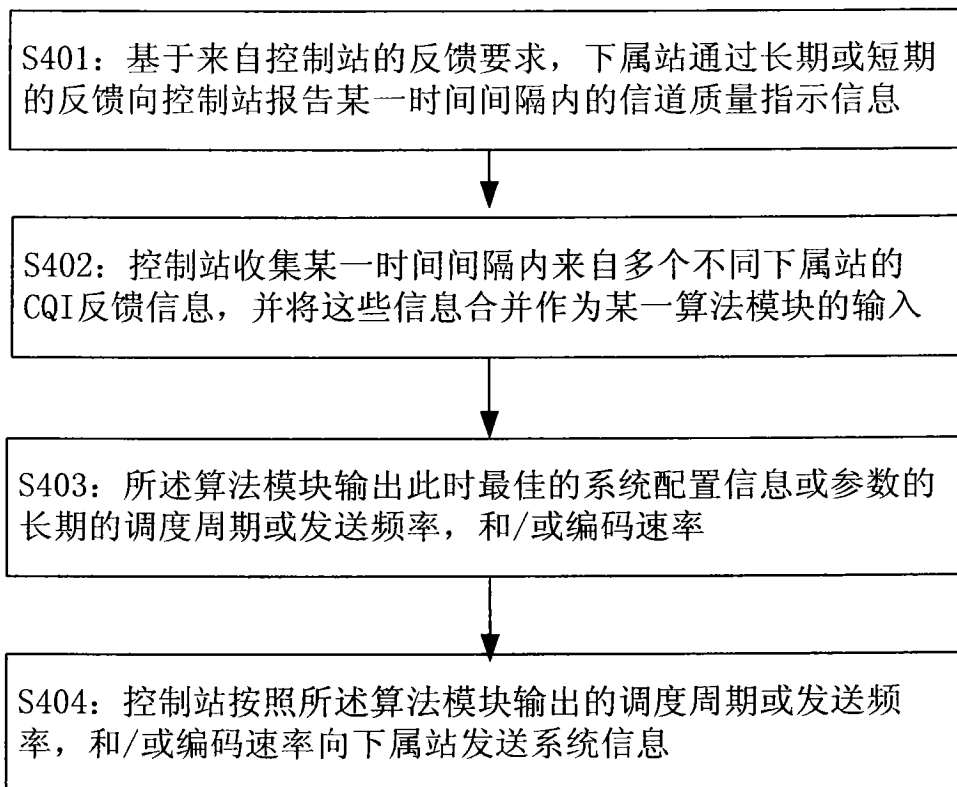 S401：基于来自控制站的反馈要求，下属站通过长期或短期
的反馈向控制站报告某一时间间隔内的信道质量指示信息
S402：控制站收集某一时间间隔内来自多个不同下属站的
CQI反馈信息，并将这些信息合并作为某一算法模块的输入
S403：所述算法模块输出此时最佳的系统配置信息或参数的
长期的调度周期或发送频率，和/或编码速率
S404：控制站按照所述算法模块输出的调度周期或发送频
率，和/或编码速率向下属站发送系统信息